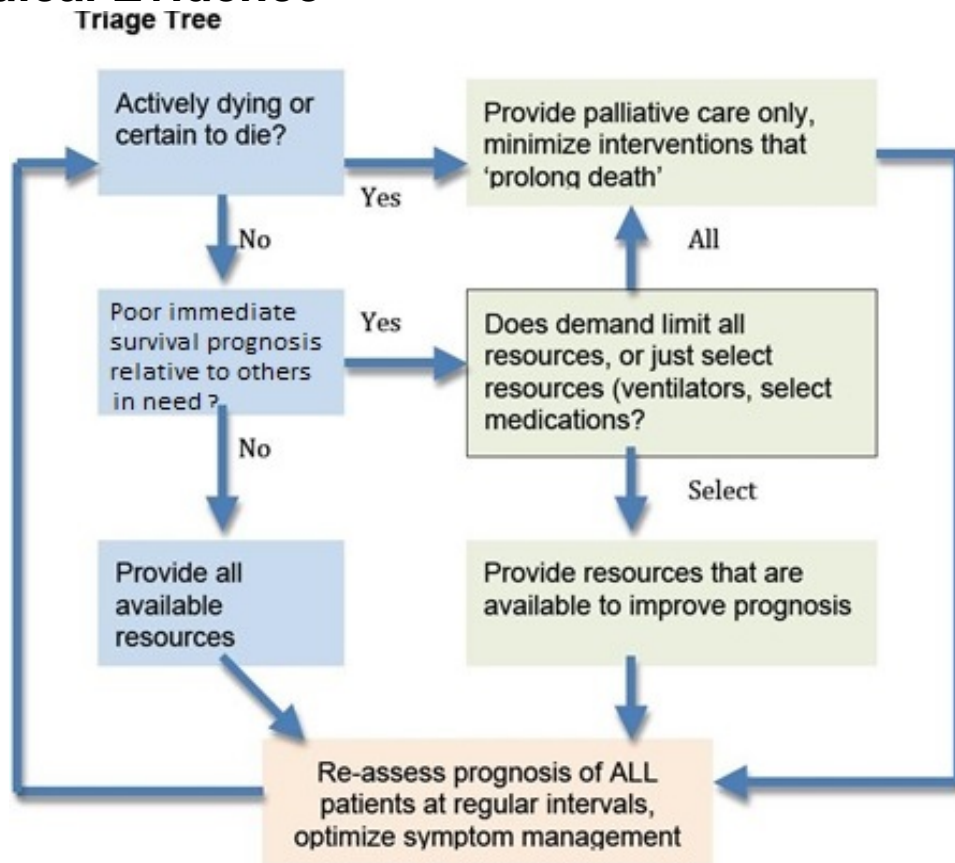 Triage Tree
Actively dying or
certain to die?
Provide palliative care only,
minimize interventions that
‘prolong death’
Yes
No
All
Poor immediate
survival prognosis
relative to others
in need ?
Yes
Does demand limit all
resources, or just select
resources (ventilators, select
medications?
No
Select
Provide all
available
resources
Provide resources that are
available to improve prognosis
Re-assess prognosis of ALL
patients at regular intervals,
optimize symptom management